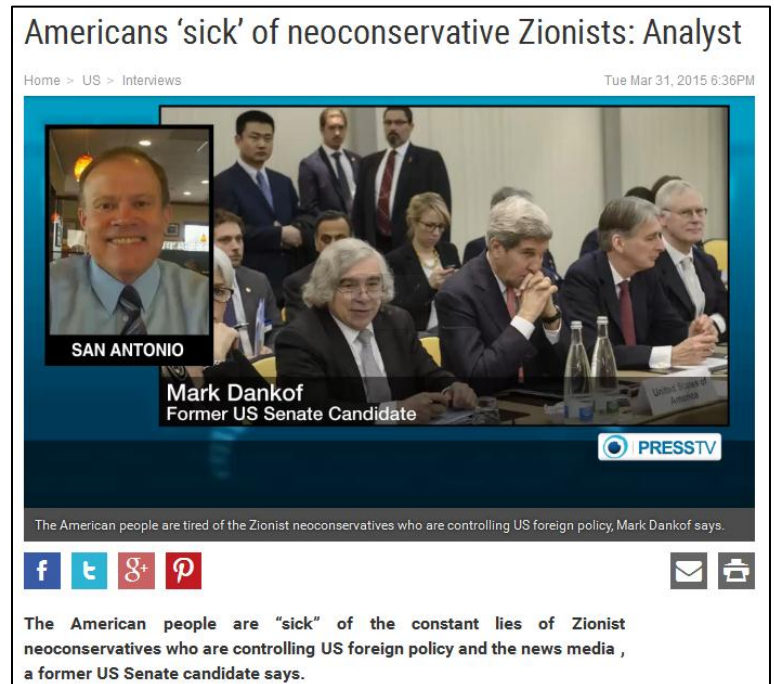 Americans ‘sick’ of neoconservative Zionists: Analyst
Home > US > Interviews
Tue Mar 31, 2015 6:36PM
SAN ANTONIO
Mark Dankof
Former US Senate Candidate
United States of
America
PRESSTV
The American people are tired of the Zionist neoconservatives who are controlling US foreign policy, Mark Dankof says.
f t g+ p
The American people are “sick” of the constant lies of Zionist
neoconservatives who are controlling US foreign policy and the news media ,
a former US Senate candidate says.